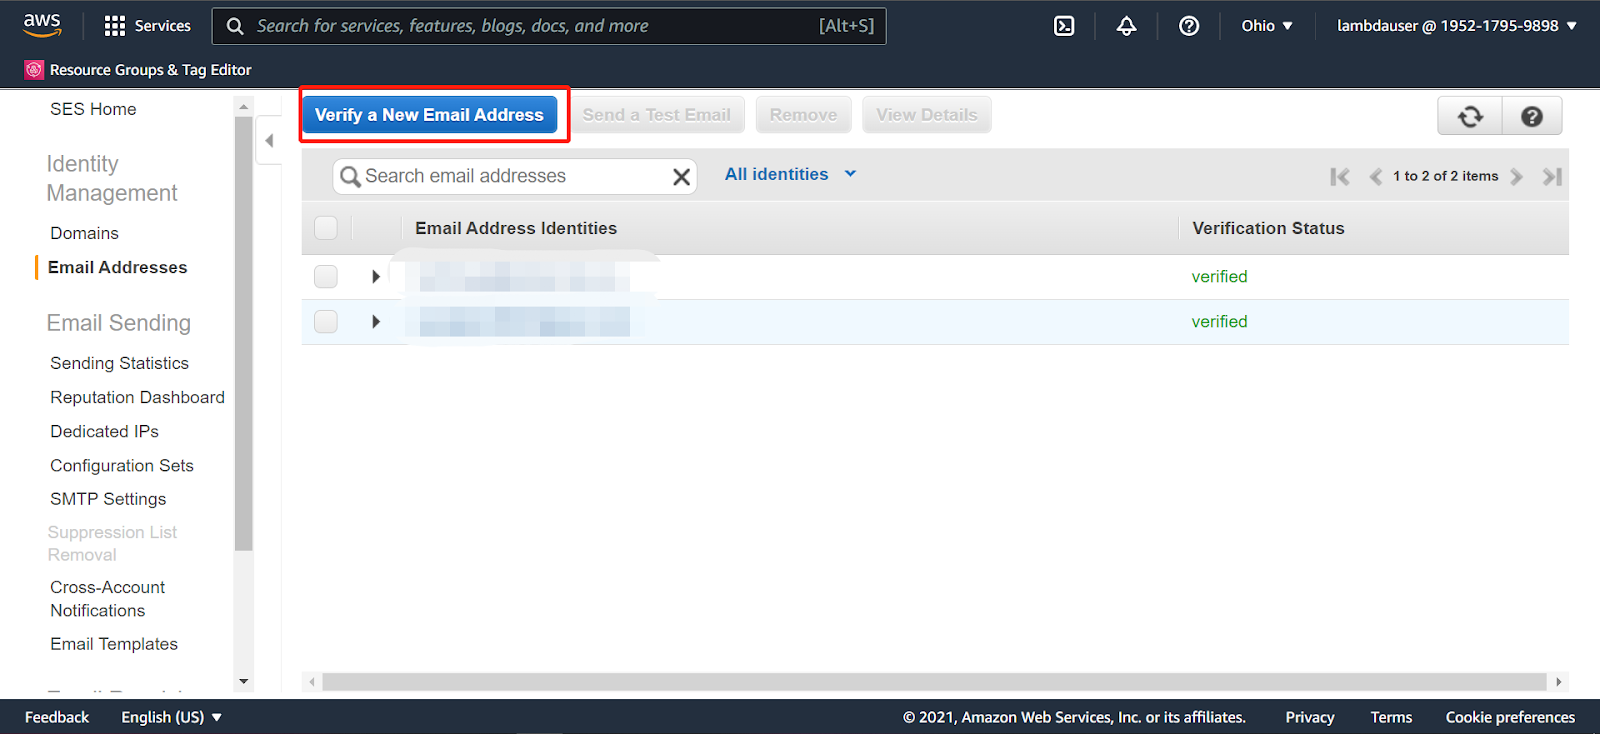 aws
Services
Search for services, features, blogs, docs, and more
[Alt+S]
Ohio ▼
lambdauser @ 1952-1795-9898 ▼
Resource Groups & Tag Editor
SES Home
Identity
Management
Domains
Email Addresses
Email Sending
Sending Statistics
Reputation Dashboard
Dedicated IPs
Configuration Sets
SMTP Settings
Suppression List
Removal
Cross-Account
Notifications
Email Templates
Verify a New Email Address
Send a Test Email
Remove
View Details
Search email addresses
All identities
1 to 2 of 2 items
Email Address Identities
Verification Status
verified
verified
Feedback
English (US) ▼
© 2021, Amazon Web Services, Inc. or its affiliates.
Privacy
Terms
Cookie preferences